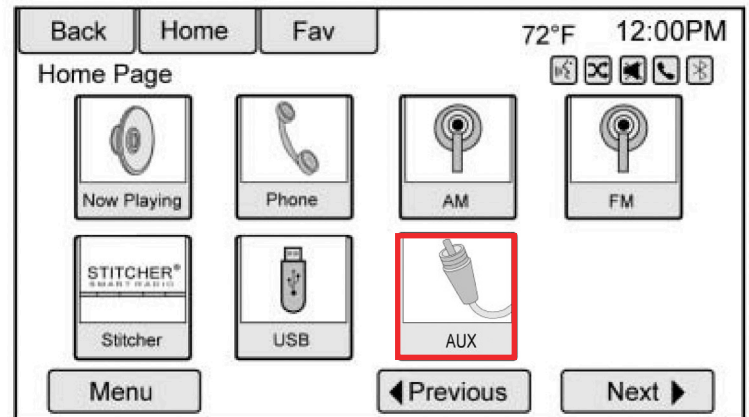 Back Home Fav 72°F 12:00PM
Home Page
Now Playing Phone AM FM
STITCHER®
SMART RADIO
Stitcher USB AUX
Menu Previous Next